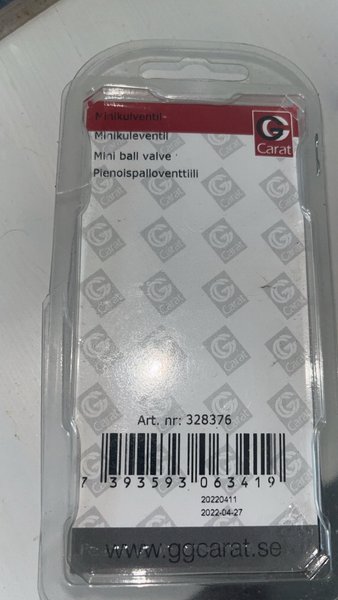 Minikulventil
Minikuleventil
Mini ball valve
Pienoispalloventtiili
G
Carat
Art. nr: 328376
7 393593 063419
20220411
2022-04-27
www.ggcarat.se